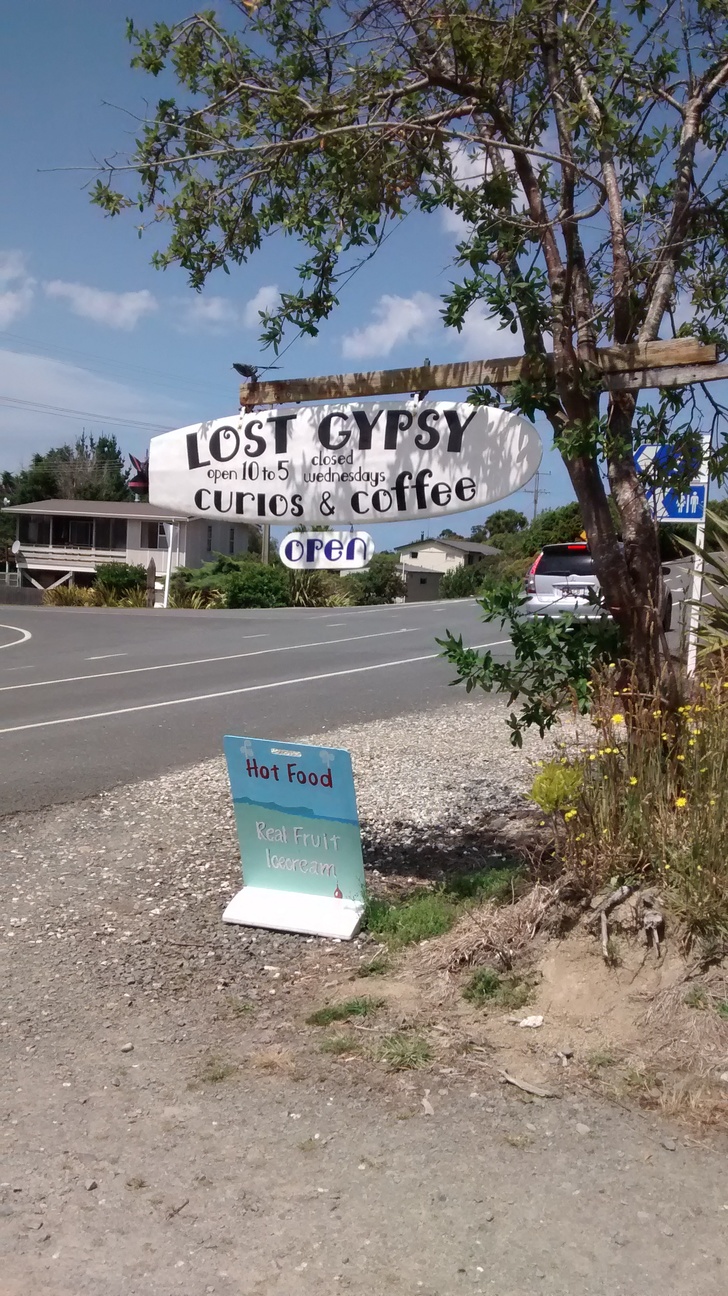 LOST GYPSY
open 10 to 5 closed wednesdays
curios & coffee
OPEN
Hot Food
Real Fruit
Icecream